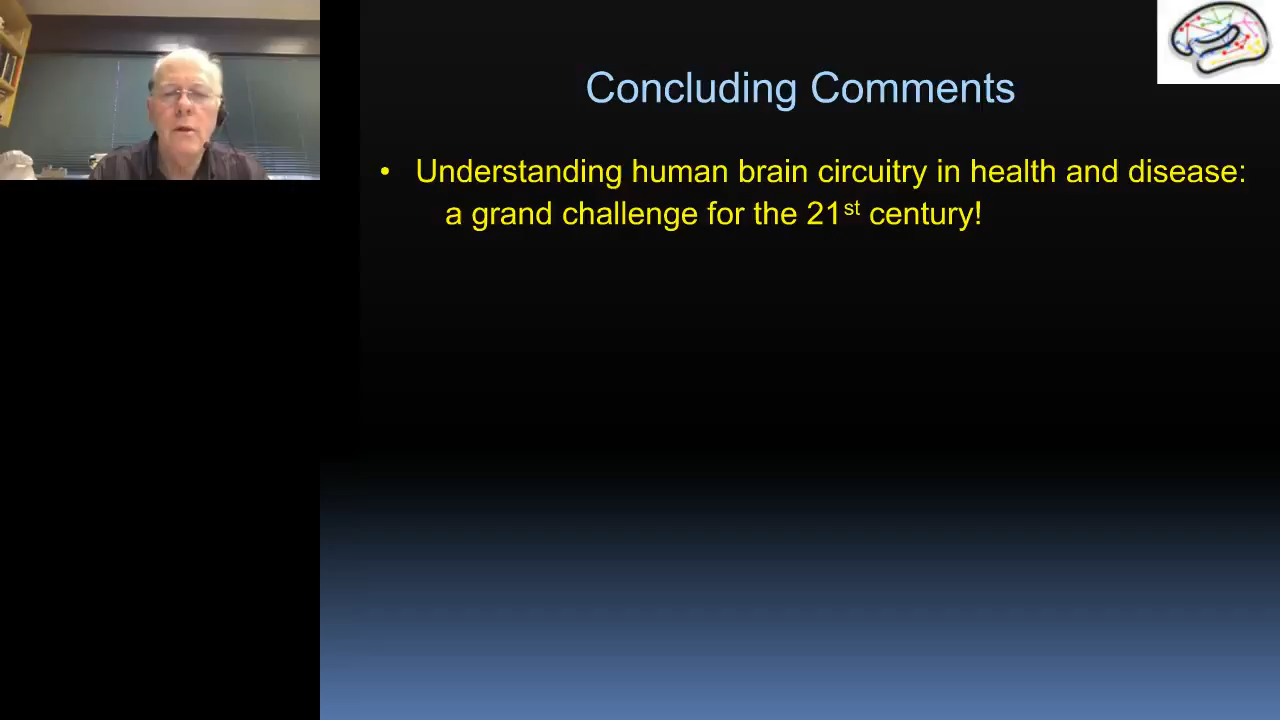 Concluding Comments
• Understanding human brain circuitry in health and disease:
a grand challenge for the 21st century!